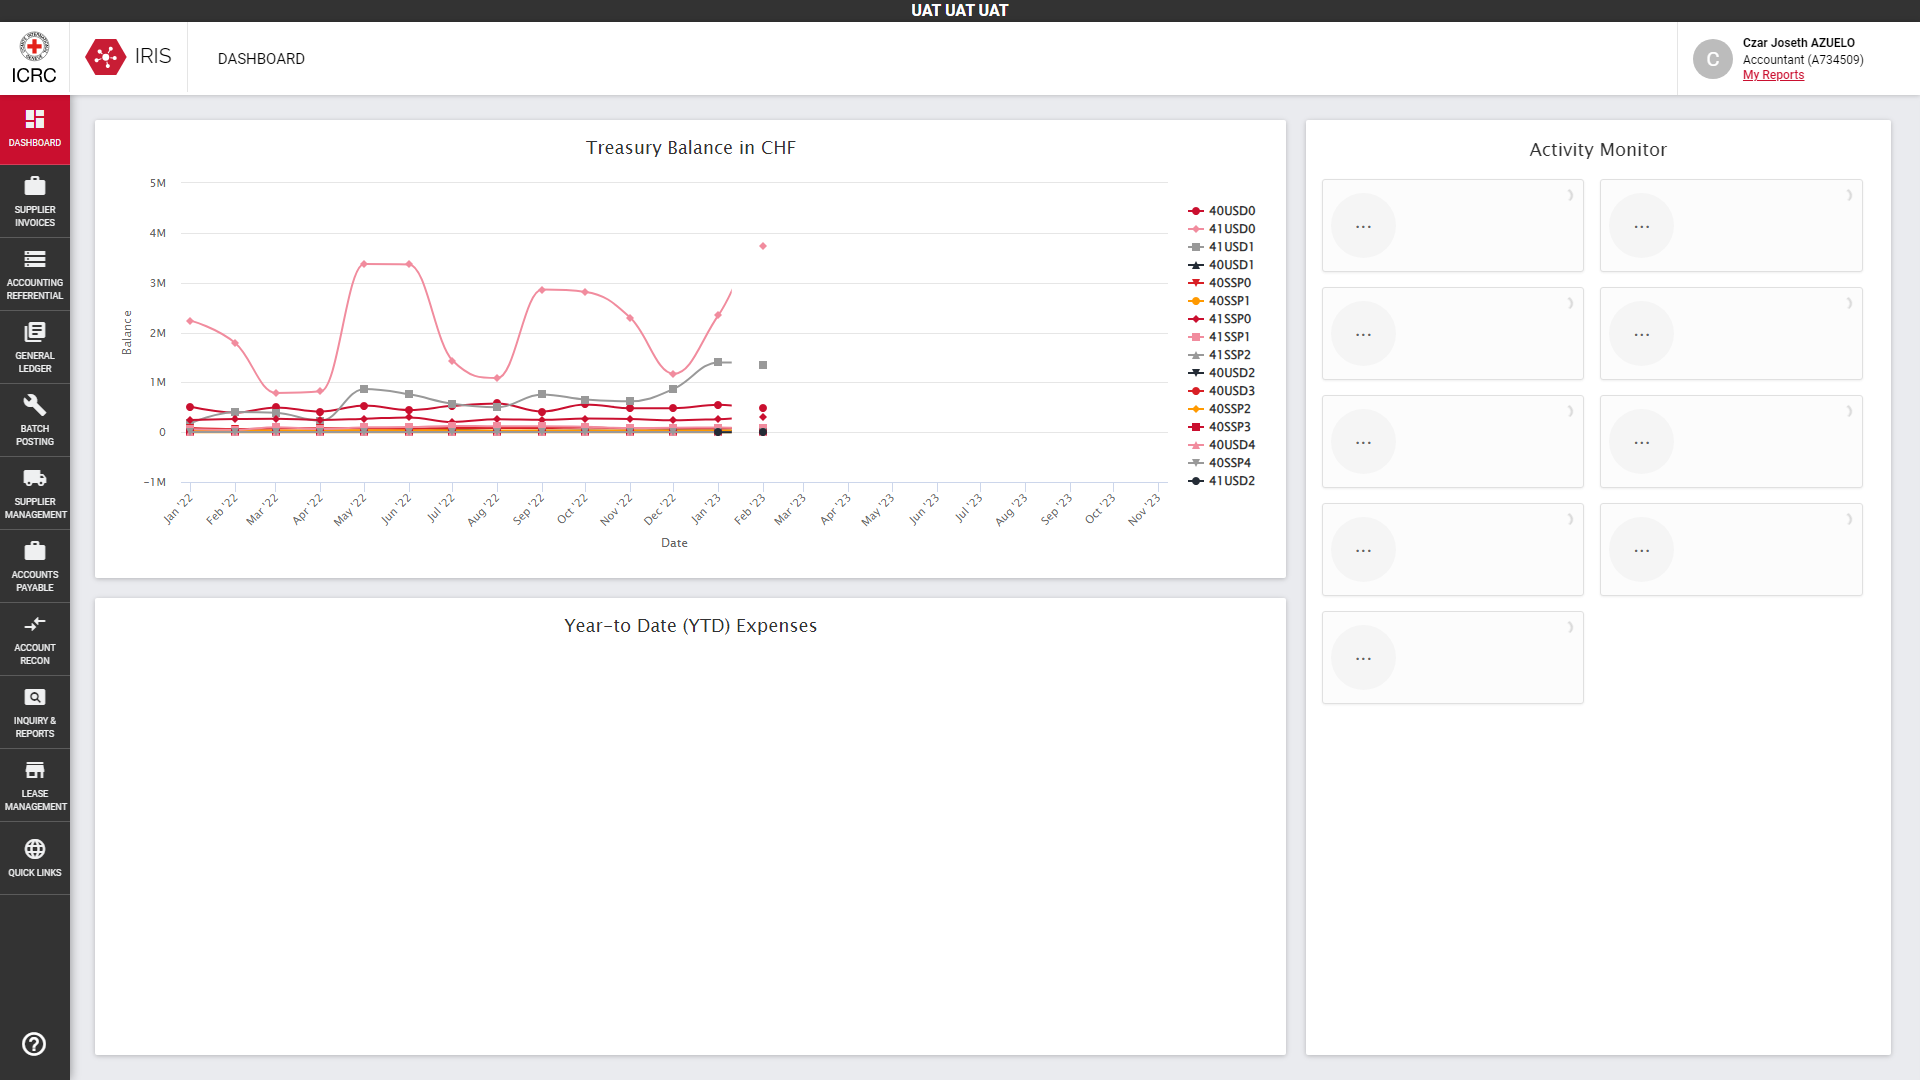 UAT UAT UAT
ICRC
IRIS
DASHBOARD
C
Czar Joseth AZUELO
Accountant (A734509)
My Reports
DASHBOARD
SUPPLIER
INVOICES
ACCOUNTING
REFERENTIAL
GENERAL
LEDGER
BATCH
POSTING
SUPPLIER
MANAGEMENT
ACCOUNTS
PAYABLE
ACCOUNT
RECON
INQUIRY &
REPORTS
LEASE
MANAGEMENT
QUICK LINKS
Treasury Balance in CHF
Balance
5M
4M
3M
2M
1M
0
-1M
Jan '22
Feb '22
Mar '22
Apr '22
May '22
Jun '22
Jul '22
Aug '22
Sep '22
Oct '22
Nov '22
Dec '22
Jan '23
Feb '23
Mar '23
Apr '23
May '23
Jun '23
Jul '23
Aug '23
Sep '23
Oct '23
Nov '23
Date
40USD0
41USD0
41USD1
40USD1
40SSP0
40SSP1
41SSP0
41SSP1
41SSP2
40USD2
40USD3
40SSP2
40SSP3
40USD4
40SSP4
41USD2
Year-to Date (YTD) Expenses
Activity Monitor
...
...
...
...
...
...
...
...
...